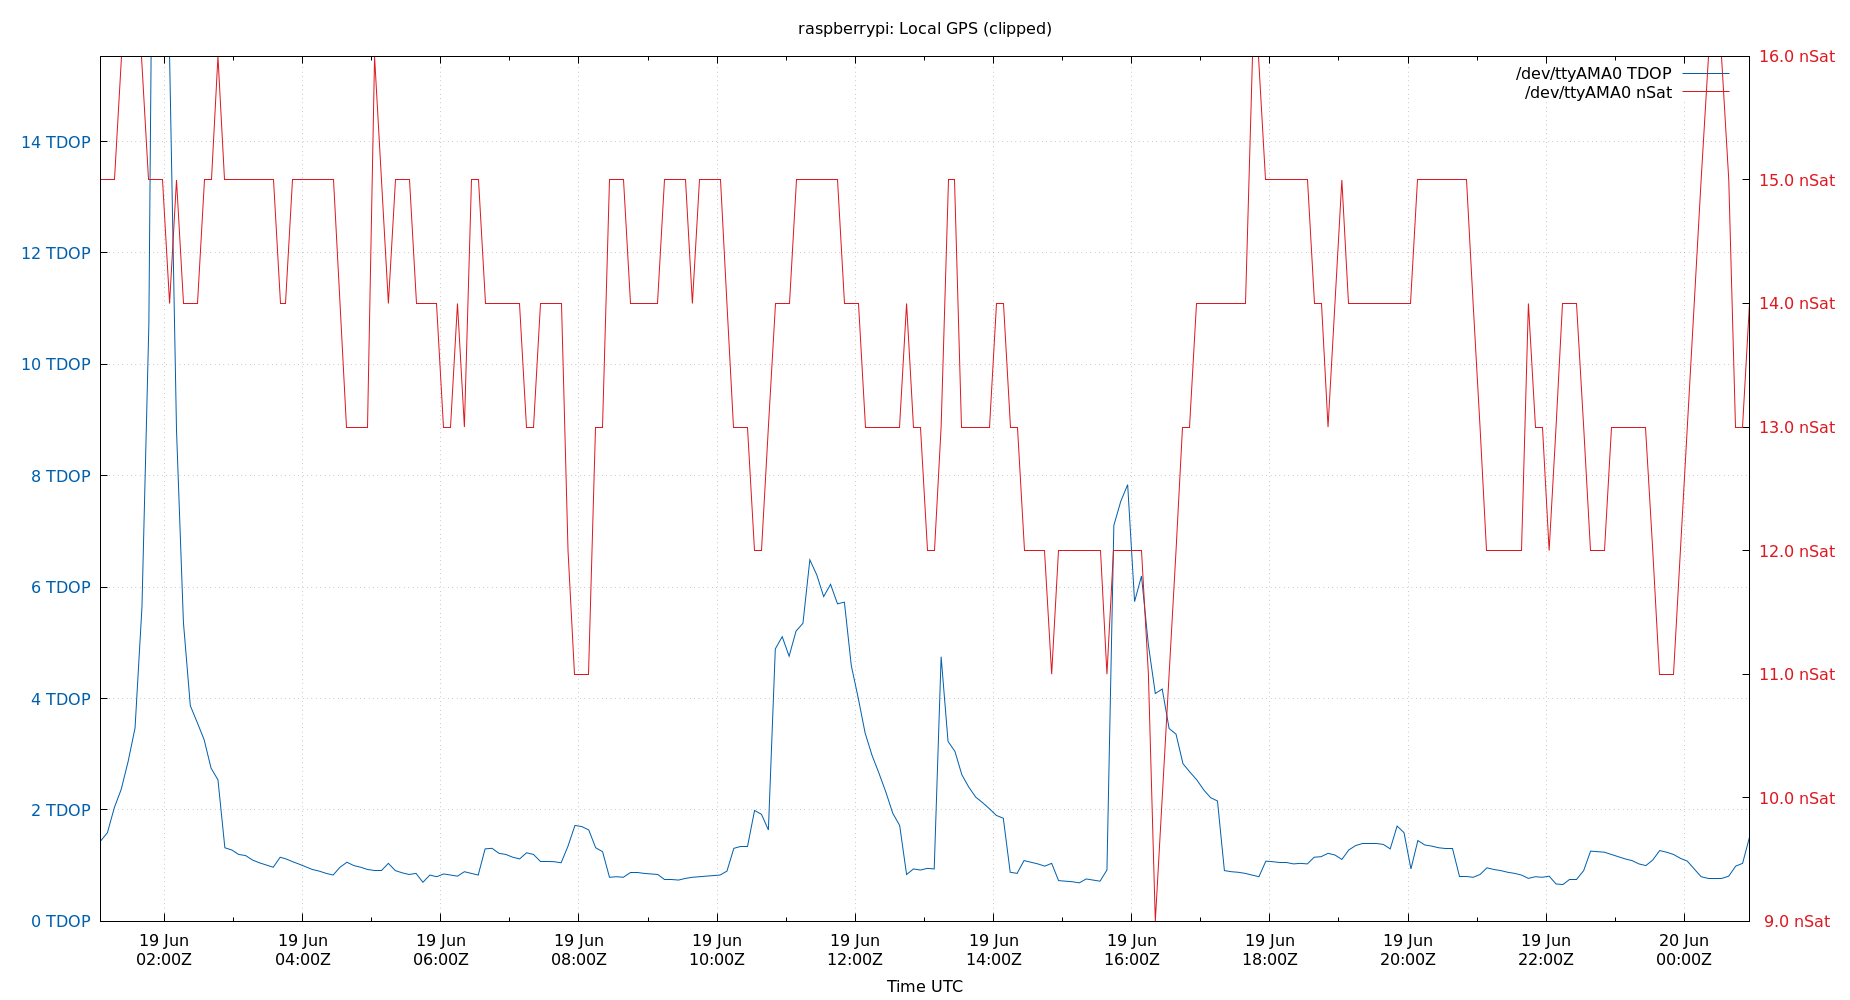 raspberrypi: Local GPS (clipped)
/dev/ttyAMA0 TDOP
/dev/ttyAMA0 nSat
14 TDOP
12 TDOP
10 TDOP
8 TDOP
6 TDOP
4 TDOP
2 TDOP
0 TDOP
16.0 nSat
15.0 nSat
14.0 nSat
13.0 nSat
12.0 nSat
11.0 nSat
10.0 nSat
9.0 nSat
19 Jun
02:00Z
19 Jun
04:00Z
19 Jun
06:00Z
19 Jun
08:00Z
19 Jun
10:00Z
19 Jun
12:00Z
19 Jun
14:00Z
19 Jun
16:00Z
19 Jun
18:00Z
19 Jun
20:00Z
19 Jun
22:00Z
20 Jun
00:00Z
Time UTC